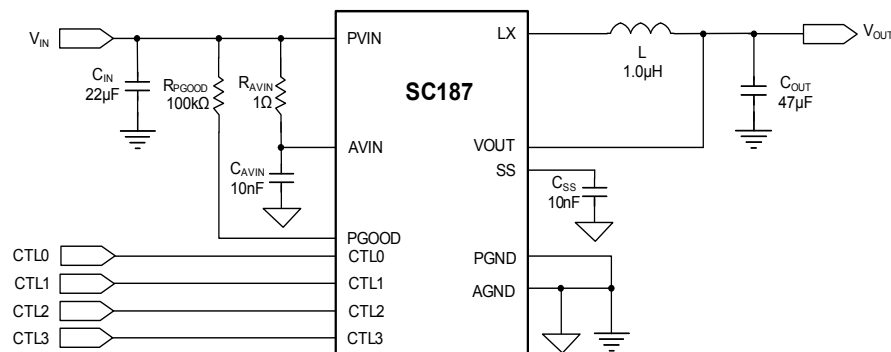 VIN
CIN
22µF
RPGOOD
100kΩ
RAVIN
1Ω
CAVIN
10nF
PVIN
AVIN
PGOOD
CTL0
CTL1
CTL2
CTL3
CTL0
CTL1
CTL2
CTL3
SC187
LX
VOUT
SS
PGND
AGND
L
1.0µH
CSS
10nF
COUT
47µF
VOUT